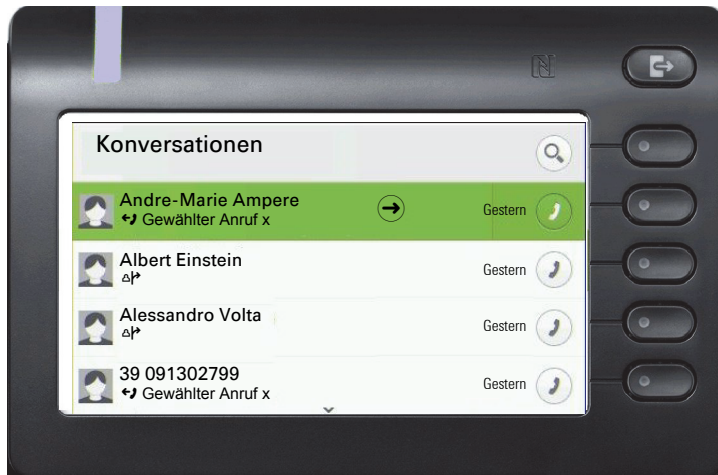 Konversationen
Andre-Marie Ampere
Gewählter Anruf x
Gestern
Albert Einstein
Gestern
Alessandro Volta
Gestern
39 091302799
Gewählter Anruf x
Gestern